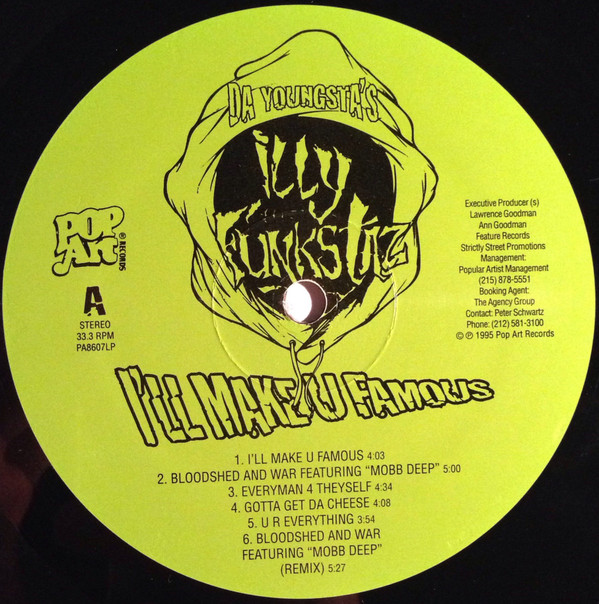 DA YOUNGSTA'S
illy
FUNKSTAZ
POP
ART
® RECORDS
A
STEREO
33.3 RPM
PA8607LP
Executive Producer (s)
Lawrence Goodman
Ann Goodman
Feature Records
Strictly Street Promotions
Management:
Popular Artist Management
(215) 878-5551
Booking Agent:
The Agency Group
Contact: Peter Schwartz
Phone: (212) 581-3100
© ℗ 1995 Pop Art Records
I'LL MAKE U FAMOUS
1. I'LL MAKE U FAMOUS 4:03
2. BLOODSHED AND WAR FEATURING "MOBB DEEP" 5:00
3. EVERYMAN 4 THEYSELF 4:34
4. GOTTA GET DA CHEESE 4:08
5. U R EVERYTHING 3:54
6. BLOODSHED AND WAR
FEATURING "MOBB DEEP"
(REMIX) 5:27